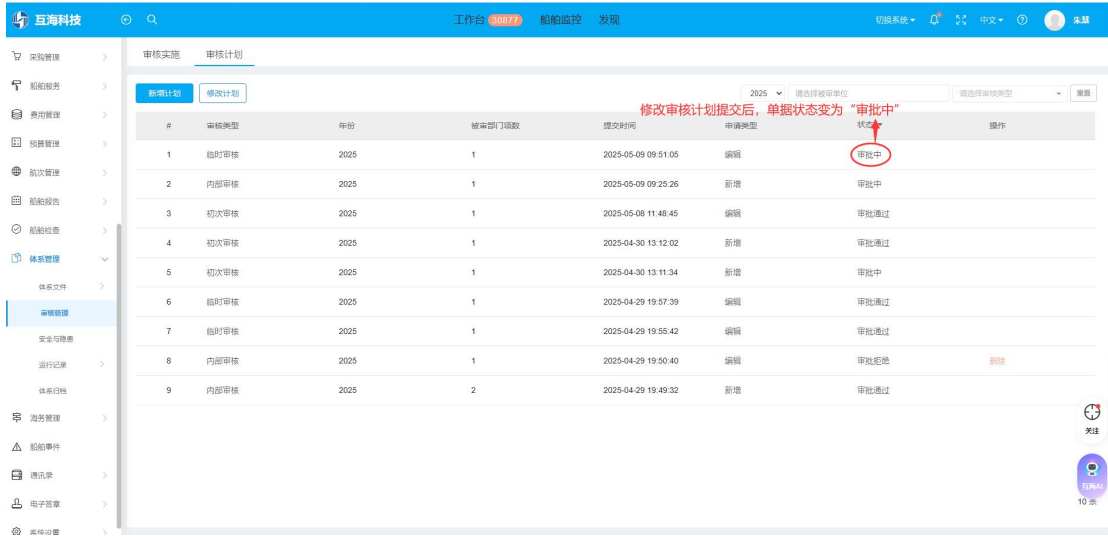 互海科技
工作台 30877 船舶监控 发现
切换系统 中文 朱慧
采购管理
船舶服务
费用管理
预算管理
航次管理
船舶报告
船舶检查
体系管理
体系文件
审核管理
安全与隐患
运行记录
体系归档
海务管理
船舶事件
通讯录
电子签章
系统设置
审核实施 审核计划
新增计划 修改计划 2025 请选择被审单位 请选择审核类型 重置
修改审核计划提交后，单据状态变为“审批中”
# 审核类型 年份 被审部门项数 提交时间 申请类型 状态 操作
1 临时审核 2025 1 2025-05-09 09:51:05 编辑 审批中
2 内部审核 2025 1 2025-05-09 09:25:26 新增 审批中
3 初次审核 2025 1 2025-05-08 11:48:45 编辑 审批通过
4 初次审核 2025 1 2025-04-30 13:12:02 新增 审批通过
5 初次审核 2025 1 2025-04-30 13:11:34 新增 审批中
6 临时审核 2025 1 2025-04-29 19:57:39 编辑 审批通过
7 临时审核 2025 1 2025-04-29 19:55:42 编辑 审批通过
8 内部审核 2025 1 2025-04-29 19:50:40 编辑 审批拒绝 删除
9 内部审核 2025 2 2025-04-29 19:49:32 新增 审批通过
关注
互海AI
10 条